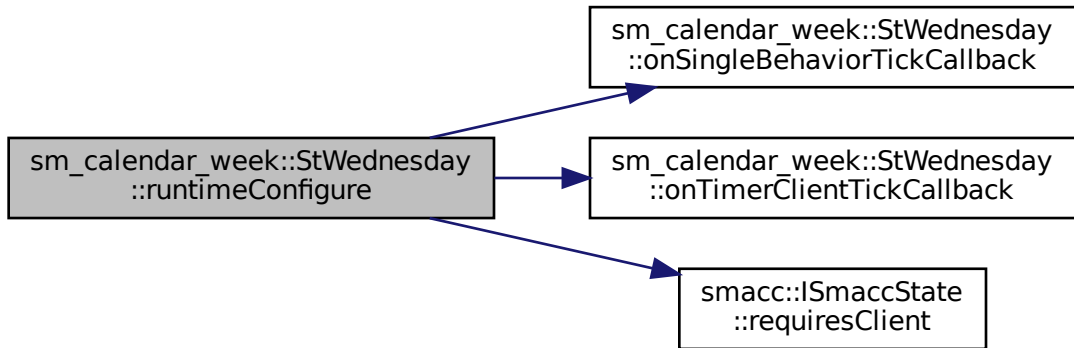 sm_calendar_week::StWednesday
::onSingleBehaviorTickCallback
sm_calendar_week::StWednesday
::runtimeConfigure
sm_calendar_week::StWednesday
::onTimerClientTickCallback
smacc::ISmaccState
::requiresClient